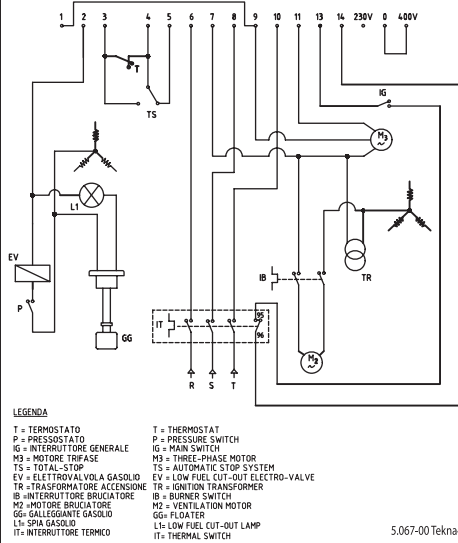 1 2 3 4 5 6 7 8 9 10 11 13 14 230V 0 400V
T
TS
IG
M3
~
L1
TR
EV
P
GG
IB
IT
95
96
M2
~
R S T
LEGENDA
T = TERMOSTATO
P = PRESSOSTATO
IG = INTERRUTTORE GENERALE
M3 = MOTORE TRIFASE
TS = TOTAL-STOP
EV = ELETTROVALVOLA GASOLIO
TR =TRASFORMATORE ACCENSIONE
IB =INTERRUTTORE BRUCIATORE
M2 =MOTORE BRUCIATORE
GG= GALLEGGIANTE GASOLIO
L1= SPIA GASOLIO
IT= INTERRUTTORE TERMICO
T = THERMOSTAT
P = PRESSURE SWITCH
IG = MAIN SWITCH
M3 = THREE-PHASE MOTOR
TS = AUTOMATIC STOP SYSTEM
EV = LOW FUEL CUT-OUT ELECTRO-VALVE
TR = IGNITION TRANSFORMER
IB = BURNER SWITCH
M2 = VENTILATION MOTOR
GG= FLOATER
L1= LOW FUEL CUT-OUT LAMP
IT= THERMAL SWITCH
5.067-00 Tekna